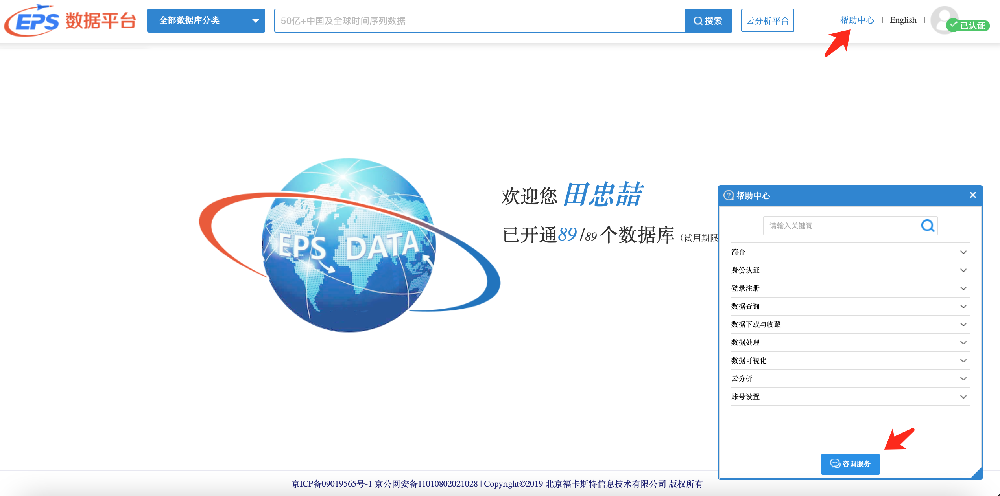 EPS 数据平台
全部数据库分类
50亿+中国及全球时间序列数据
搜索
云分析平台
帮助中心 | English |
已认证
EPS DATA
欢迎您 田忠喆
已开通89 /89 个数据库 （试用期限
帮助中心
请输入关键词
简介
身份认证
登录注册
数据查询
数据下载与收藏
数据处理
数据可视化
云分析
账号设置
咨询服务
京ICP备09019565号-1 京公网安备11010802021028 | Copyright©2019 北京福卡斯特信息技术有限公司 版权所有